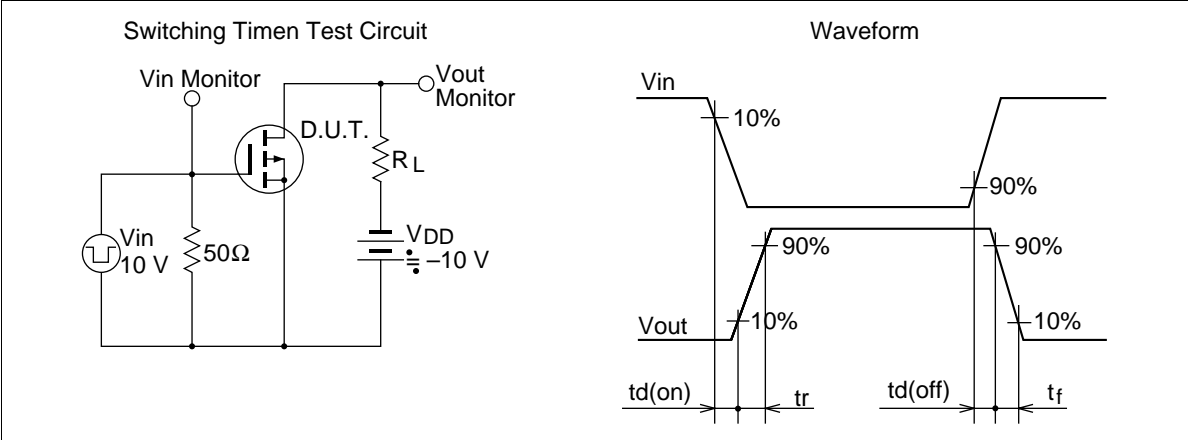 Switching Timen Test Circuit
Vin Monitor
Vout
Monitor
D.U.T.
RL
Vin
10 V
50Ω
VDD
≒ –10 V
Waveform
Vin
10%
90%
90%
90%
Vout
10%
10%
td(on)
tr
td(off)
tf